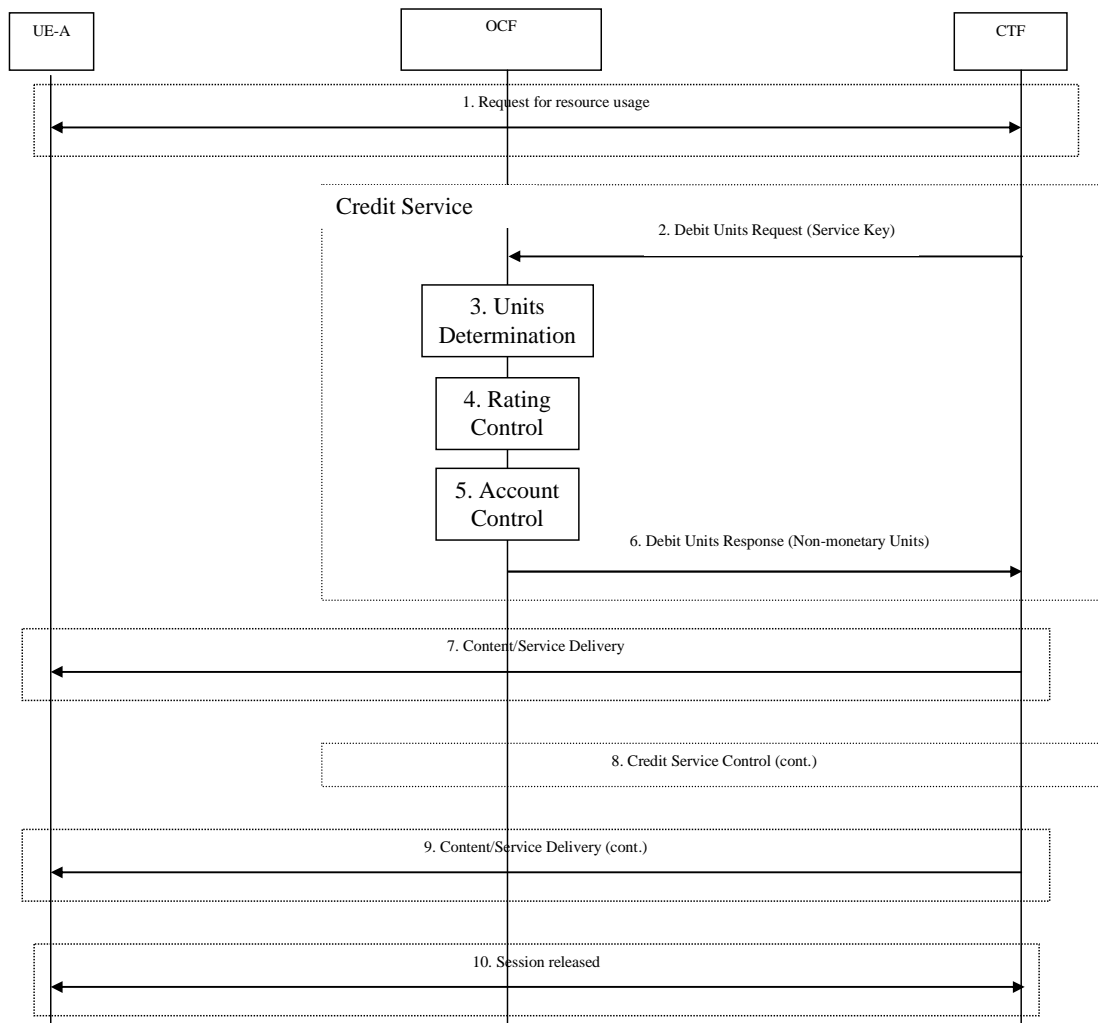 UE-A
OCF
CTF
1. Request for resource usage
Credit Service
2. Debit Units Request (Service Key)
3. Units
Determination
4. Rating
Control
5. Account
Control
6. Debit Units Response (Non-monetary Units)
7. Content/Service Delivery
8. Credit Service Control (cont.)
9. Content/Service Delivery (cont.)
10. Session released